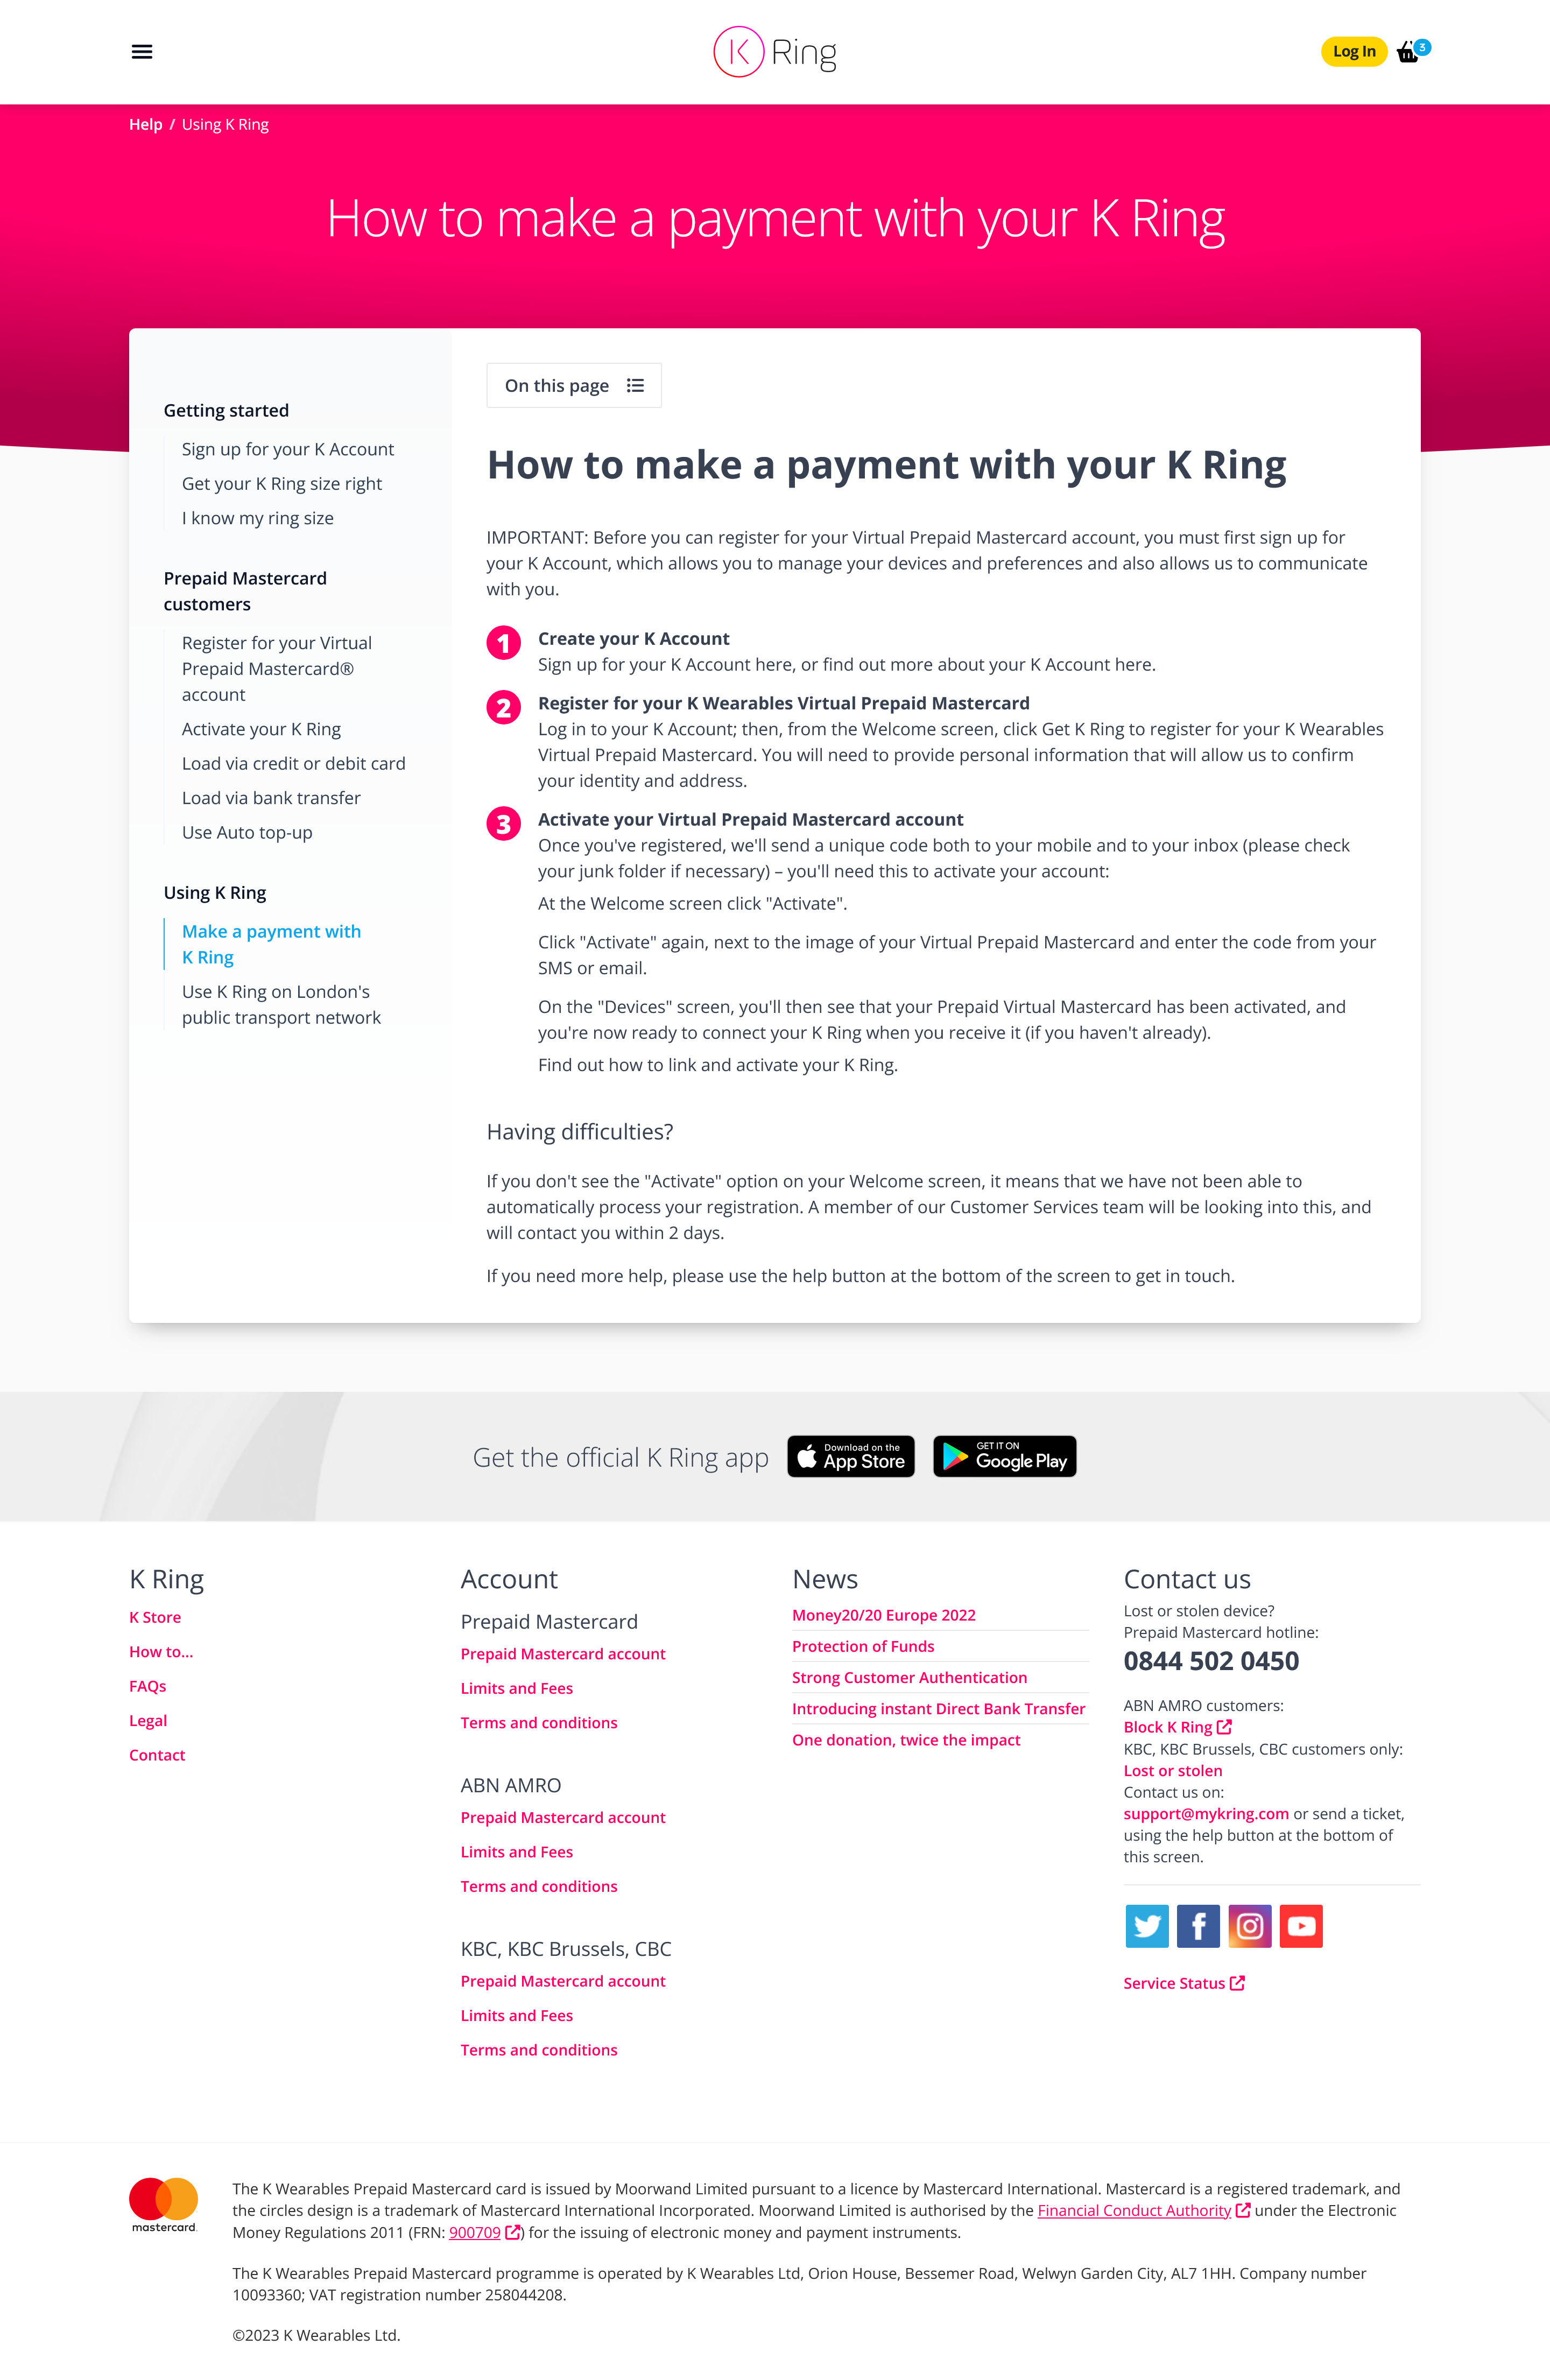 K Ring
Log In
3
Help / Using K Ring
How to make a payment with your K Ring
Getting started
Sign up for your K Account
Get your K Ring size right
I know my ring size
Prepaid Mastercard
customers
Register for your Virtual
Prepaid Mastercard®
account
Activate your K Ring
Load via credit or debit card
Load via bank transfer
Use Auto top-up
Using K Ring
Make a payment with
K Ring
Use K Ring on London's
public transport network
On this page
How to make a payment with your K Ring
IMPORTANT: Before you can register for your Virtual Prepaid Mastercard account, you must first sign up for
your K Account, which allows you to manage your devices and preferences and also allows us to communicate
with you.
1 Create your K Account
Sign up for your K Account here, or find out more about your K Account here.
2 Register for your K Wearables Virtual Prepaid Mastercard
Log in to your K Account; then, from the Welcome screen, click Get K Ring to register for your K Wearables
Virtual Prepaid Mastercard. You will need to provide personal information that will allow us to confirm
your identity and address.
3 Activate your Virtual Prepaid Mastercard account
Once you've registered, we'll send a unique code both to your mobile and to your inbox (please check
your junk folder if necessary) – you'll need this to activate your account:
At the Welcome screen click "Activate".
Click "Activate" again, next to the image of your Virtual Prepaid Mastercard and enter the code from your
SMS or email.
On the "Devices" screen, you'll then see that your Prepaid Virtual Mastercard has been activated, and
you're now ready to connect your K Ring when you receive it (if you haven't already).
Find out how to link and activate your K Ring.
Having difficulties?
If you don't see the "Activate" option on your Welcome screen, it means that we have not been able to
automatically process your registration. A member of our Customer Services team will be looking into this, and
will contact you within 2 days.
If you need more help, please use the help button at the bottom of the screen to get in touch.
Get the official K Ring app
Download on the
App Store
GET IT ON
Google Play
K Ring
K Store
How to...
FAQs
Legal
Contact
Account
Prepaid Mastercard
Prepaid Mastercard account
Limits and Fees
Terms and conditions
ABN AMRO
Prepaid Mastercard account
Limits and Fees
Terms and conditions
KBC, KBC Brussels, CBC
Prepaid Mastercard account
Limits and Fees
Terms and conditions
News
Money20/20 Europe 2022
Protection of Funds
Strong Customer Authentication
Introducing instant Direct Bank Transfer
One donation, twice the impact
Contact us
Lost or stolen device?
Prepaid Mastercard hotline:
0844 502 0450
ABN AMRO customers:
Block K Ring
KBC, KBC Brussels, CBC customers only:
Lost or stolen
Contact us on:
support@mykring.com or send a ticket,
using the help button at the bottom of
this screen.
Service Status
mastercard.
The K Wearables Prepaid Mastercard card is issued by Moorwand Limited pursuant to a licence by Mastercard International. Mastercard is a registered trademark, and
the circles design is a trademark of Mastercard International Incorporated. Moorwand Limited is authorised by the Financial Conduct Authority under the Electronic
Money Regulations 2011 (FRN: 900709) for the issuing of electronic money and payment instruments.
The K Wearables Prepaid Mastercard programme is operated by K Wearables Ltd, Orion House, Bessemer Road, Welwyn Garden City, AL7 1HH. Company number
10093360; VAT registration number 258044208.
©2023 K Wearables Ltd.